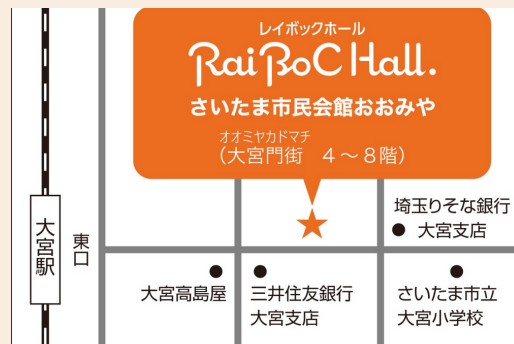 レイボックホール
RaiBoC Hall.
さいたま市民会館おおみや
オオミヤカドマチ
(大宮門街 4～8階)
埼玉りそな銀行
大宮支店
大宮駅
東口
大宮高島屋
三井住友銀行
大宮支店
さいたま市立
大宮小学校